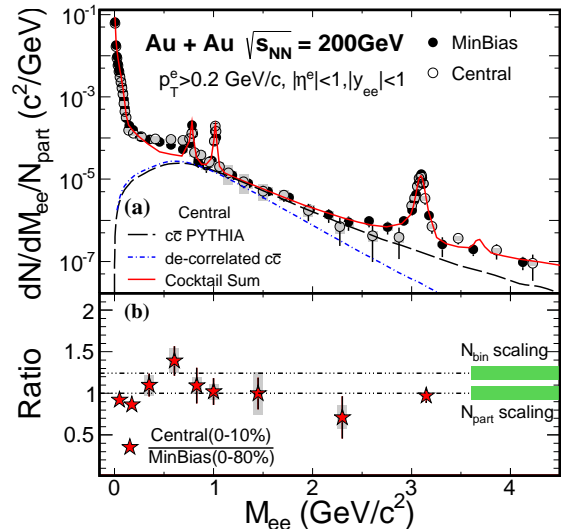 Au + Au √s_NN = 200GeV
p_T^e>0.2 GeV/c, |η^e|<1,|y_ee|<1
MinBias
Central
dN/dM_ee/N_part (c²/GeV)
10⁻¹
10⁻³
10⁻⁵
10⁻⁷
(a)
Central
cc̄ PYTHIA
de-correlated cc̄
Cocktail Sum
(b)
Ratio
2
1.5
1
0.5
N_bin scaling
N_part scaling
Central(0-10%)
MinBias(0-80%)
0 1 2 3 4
M_ee (GeV/c²)